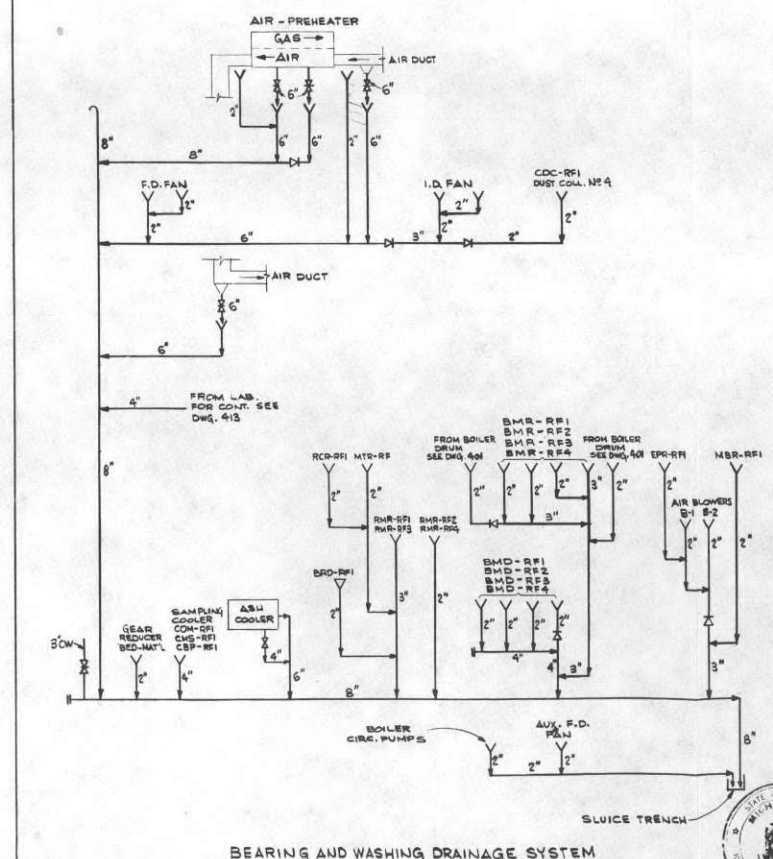 AIR - PREHEATER
GAS
AIR
AIR DUCT
2"
6"
6"
6"
6"
2"
6"
8"
8"
F.D. FAN
2"
2"
I.D. FAN
2"
2"
CDC-RF1
DUST COLL. Nº 4
2"
6"
3"
2"
AIR DUCT
6"
6"
4"
FROM LAB.
FOR CONT. SEE
DWG. 413
8"
RCR-RF1
MTR-RF
2"
2"
FROM BOILER
DRUM
SEE DWG. 401
BMR-RF1
BMR-RF2
BMR-RF3
BMR-RF4
FROM BOILER
DRUM
SEE DWG. 401
EPR-RF1
MBR-RF1
2"
2"
2"
2"
3"
2"
2"
3"
AIR BLOWERS
B-1 B-2
2"
2"
2"
RMR-RF1
RMR-RF3
RMR-RF2
RMR-RF4
3"
2"
BRD-RF1
2"
BMD-RF1
BMD-RF2
BMD-RF3
BMD-RF4
2"
2"
2"
2"
4"
4"
3"
3"
3"CW
GEAR
REDUCER
BED-MAT'L
2"
SAMPLING
COOLER
COM-RF1
CMS-RF1
CBP-RF1
4"
ASH
COOLER
4"
6"
8"
BOILER
CIRC. PUMPS
2"
AUX. F.D.
FAN
2"
2"
8"
SLUICE TRENCH
STATE
MICH
BEARING AND WASHING DRAINAGE SYSTEM